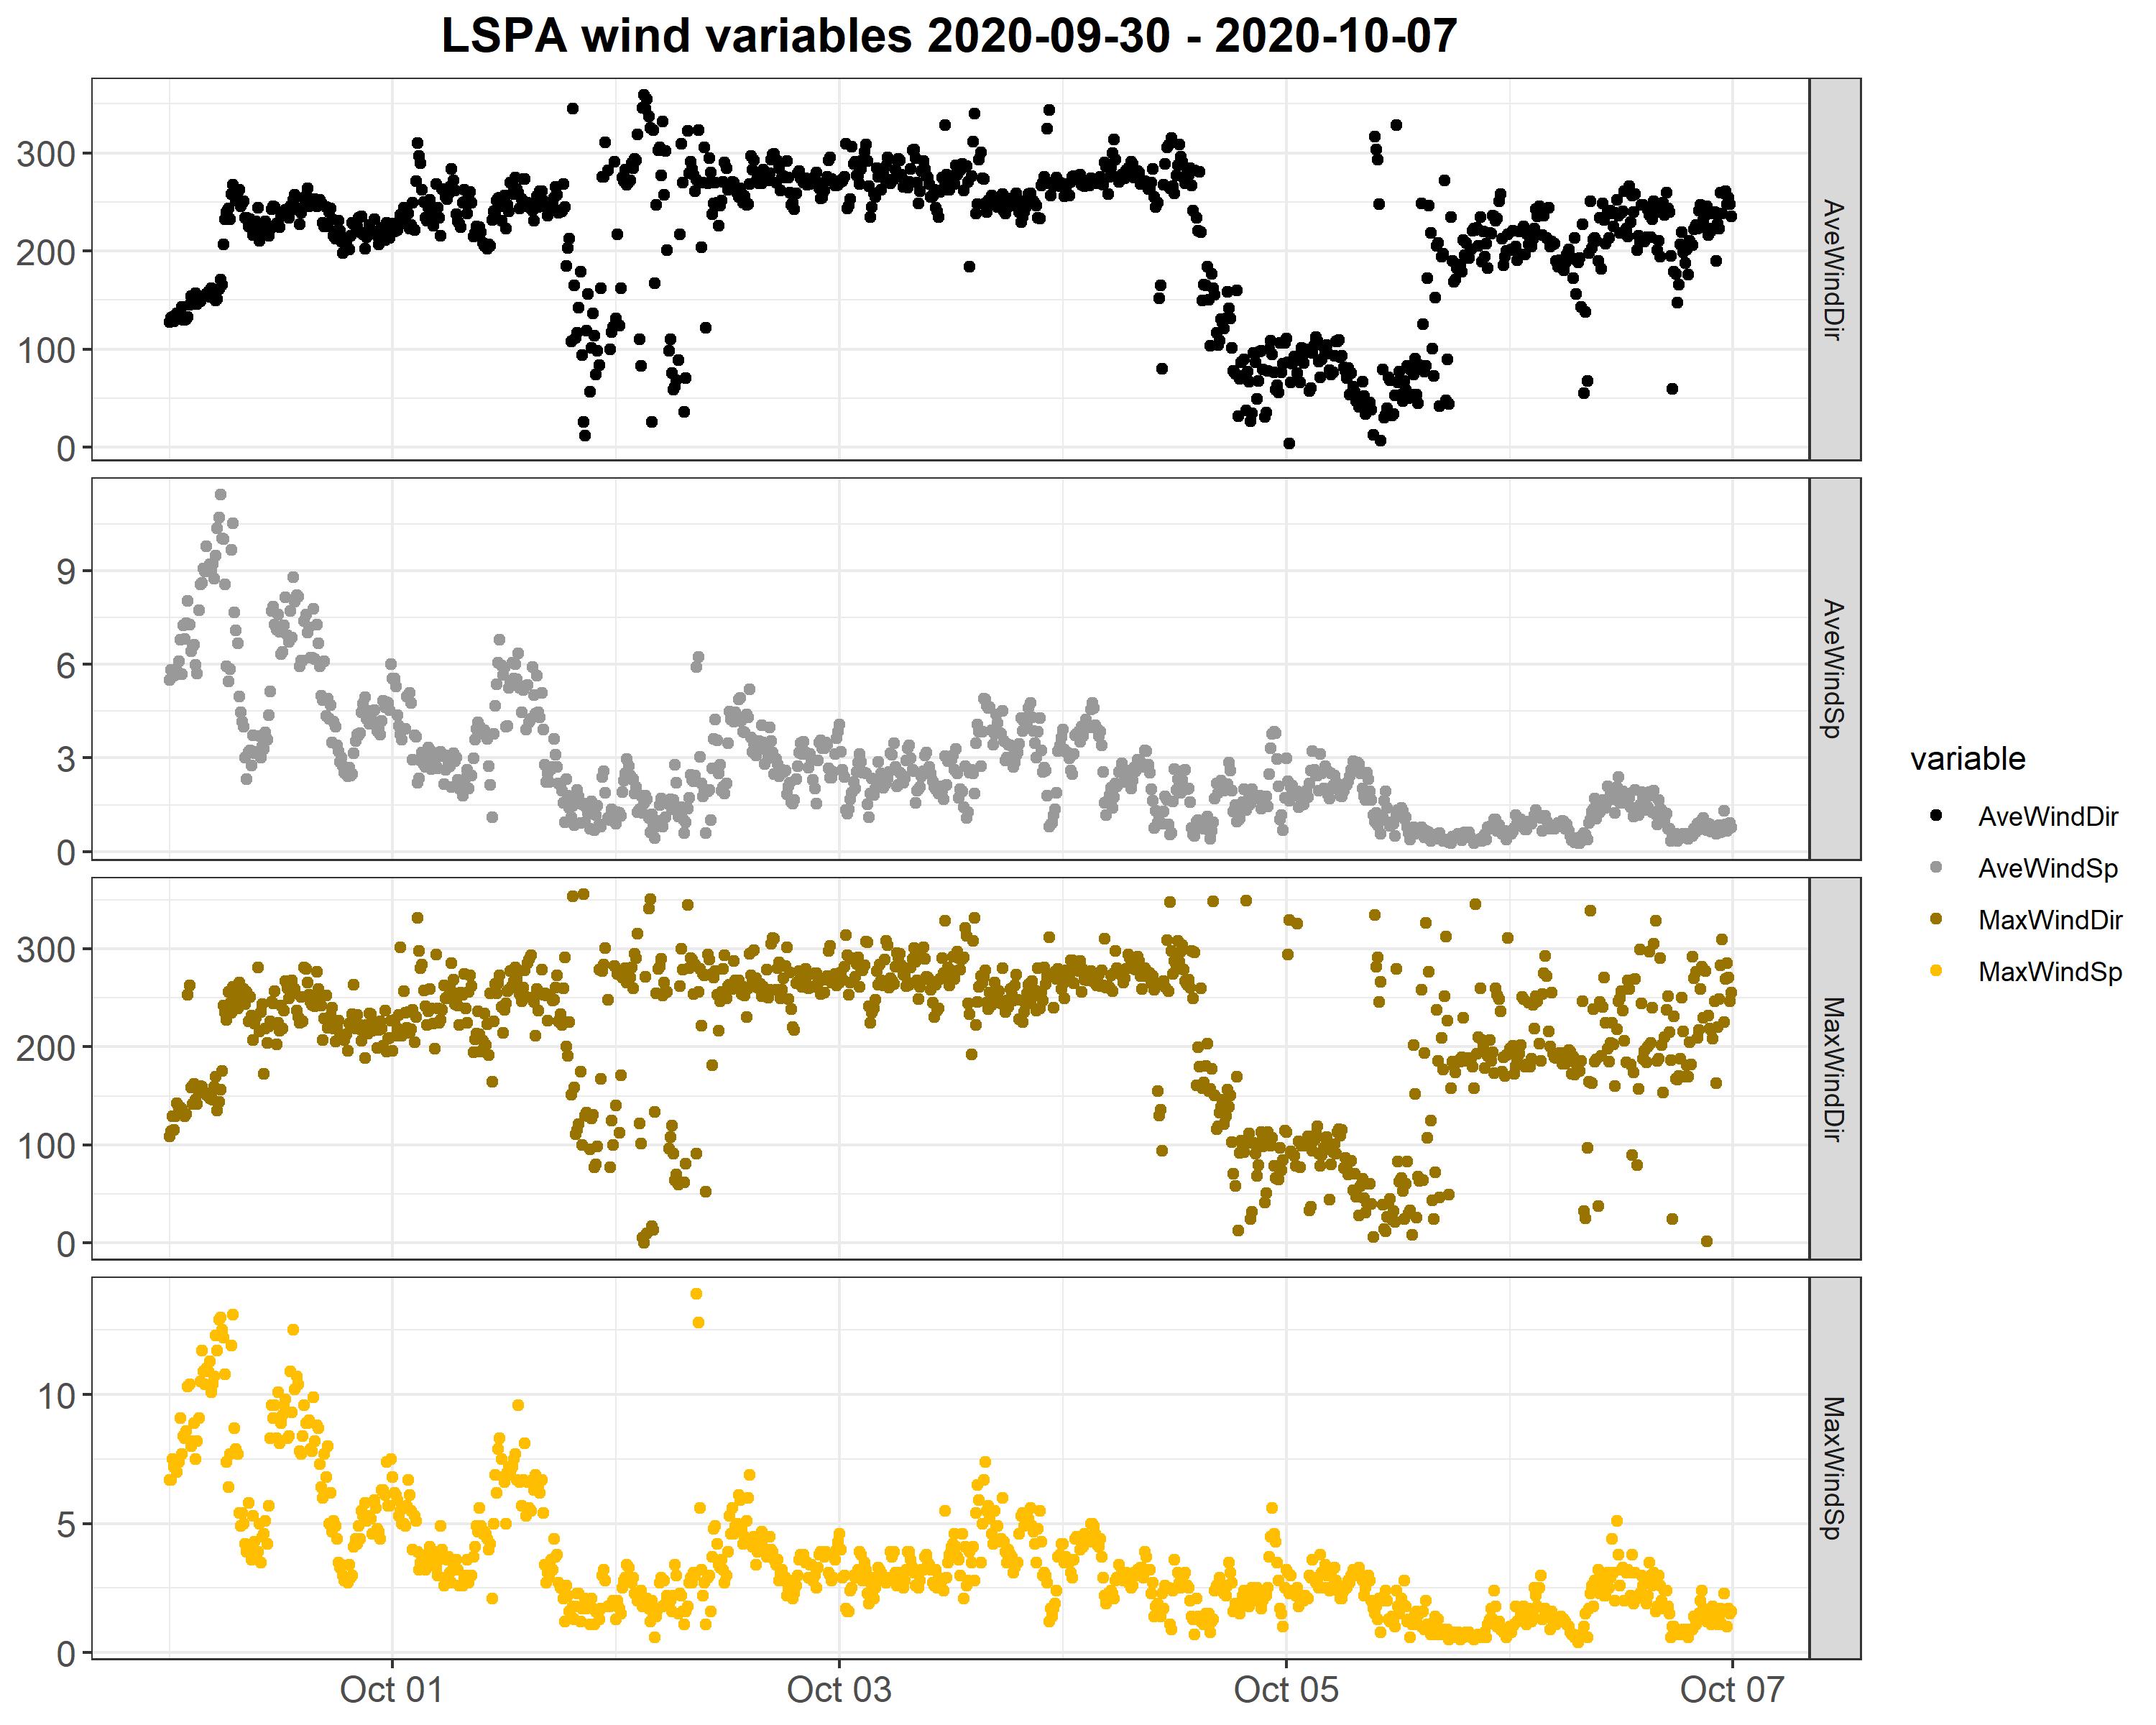 LSPA wind variables 2020-09-30 - 2020-10-07
300
200
100
0
AveWindDir
9
6
3
0
AveWindSp
300
200
100
0
MaxWindDir
10
5
0
MaxWindSp
Oct 01 Oct 03 Oct 05 Oct 07
variable
AveWindDir
AveWindSp
MaxWindDir
MaxWindSp